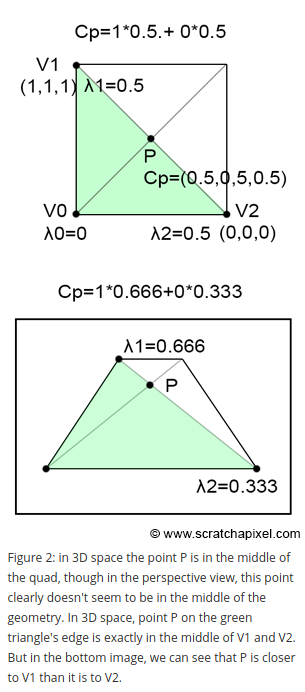 Cp=1*0.5.+ 0*0.5
V1
(1,1,1) λ1=0.5
P
Cp=(0.5,0,5,0.5)
V0
V2
λ0=0
λ2=0.5 (0,0,0)
Cp=1*0.666+0*0.333
λ1=0.666
P
λ2=0.333
© www.scratchapixel.com
Figure 2: in 3D space the point P is in the middle of
the quad, though in the perspective view, this point
clearly doesn't seem to be in the middle of the
geometry. In 3D space, point P on the green
triangle's edge is exactly in the middle of V1 and V2.
But in the bottom image, we can see that P is closer
to V1 than it is to V2.